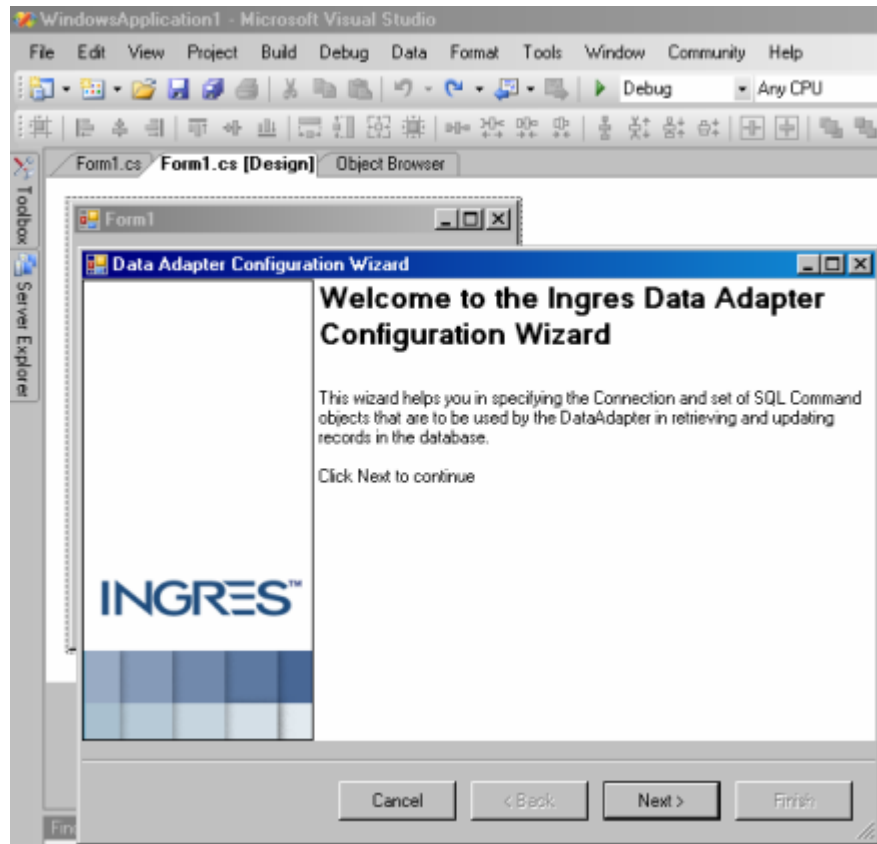 WindowsApplication1 - Microsoft Visual Studio
File Edit View Project Build Debug Data Format Tools Window Community Help
Debug Any CPU
Form1.cs Form1.cs [Design] Object Browser
Toolbox
Server Explorer
Form1
Data Adapter Configuration Wizard
Welcome to the Ingres Data Adapter
Configuration Wizard
This wizard helps you in specifying the Connection and set of SQL Command
objects that are to be used by the DataAdapter in retrieving and updating
records in the database.
Click Next to continue
INGRES™
Cancel < Back Next > Finish